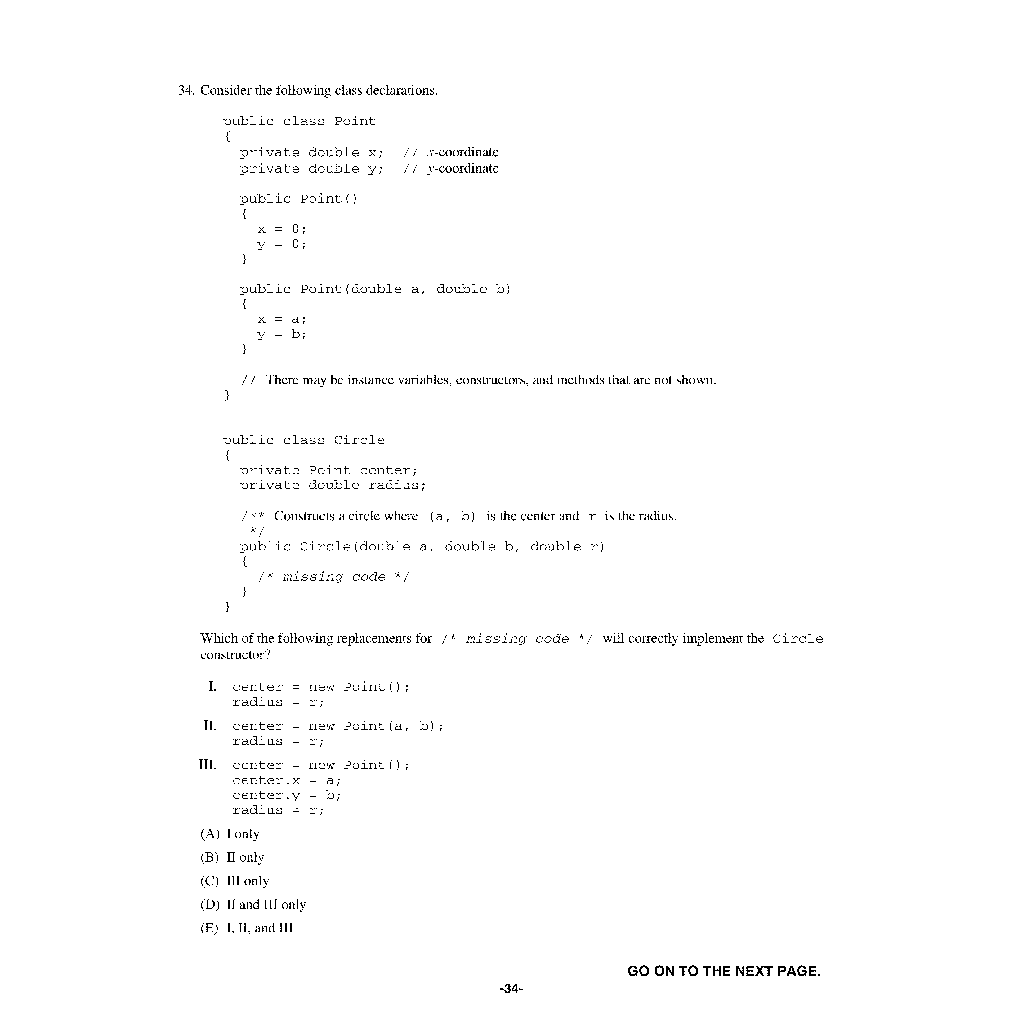 34. Consider the following class declarations.
public class Point
{
private double x; // x-coordinate
private double y; // y-coordinate
public Point()
{
x = 0;
y = 0;
}
public Point(double a, double b)
{
x = a;
y = b;
}
// There may be instance variables, constructors, and methods that are not shown.
}
public class Circle
{
private Point center;
private double radius;
/** Constructs a circle where (a, b) is the center and r is the radius.
*/
public Circle(double a, double b, double r)
{
/* missing code */
}
}
Which of the following replacements for /* missing code */ will correctly implement the Circle
constructor?
I. center = new Point();
radius = r;
II. center = new Point(a, b);
radius = r;
III. center = new Point();
center.x = a;
center.y = b;
radius = r;
(A) I only
(B) II only
(C) III only
(D) II and III only
(E) I, II, and III
GO ON TO THE NEXT PAGE.
-34-